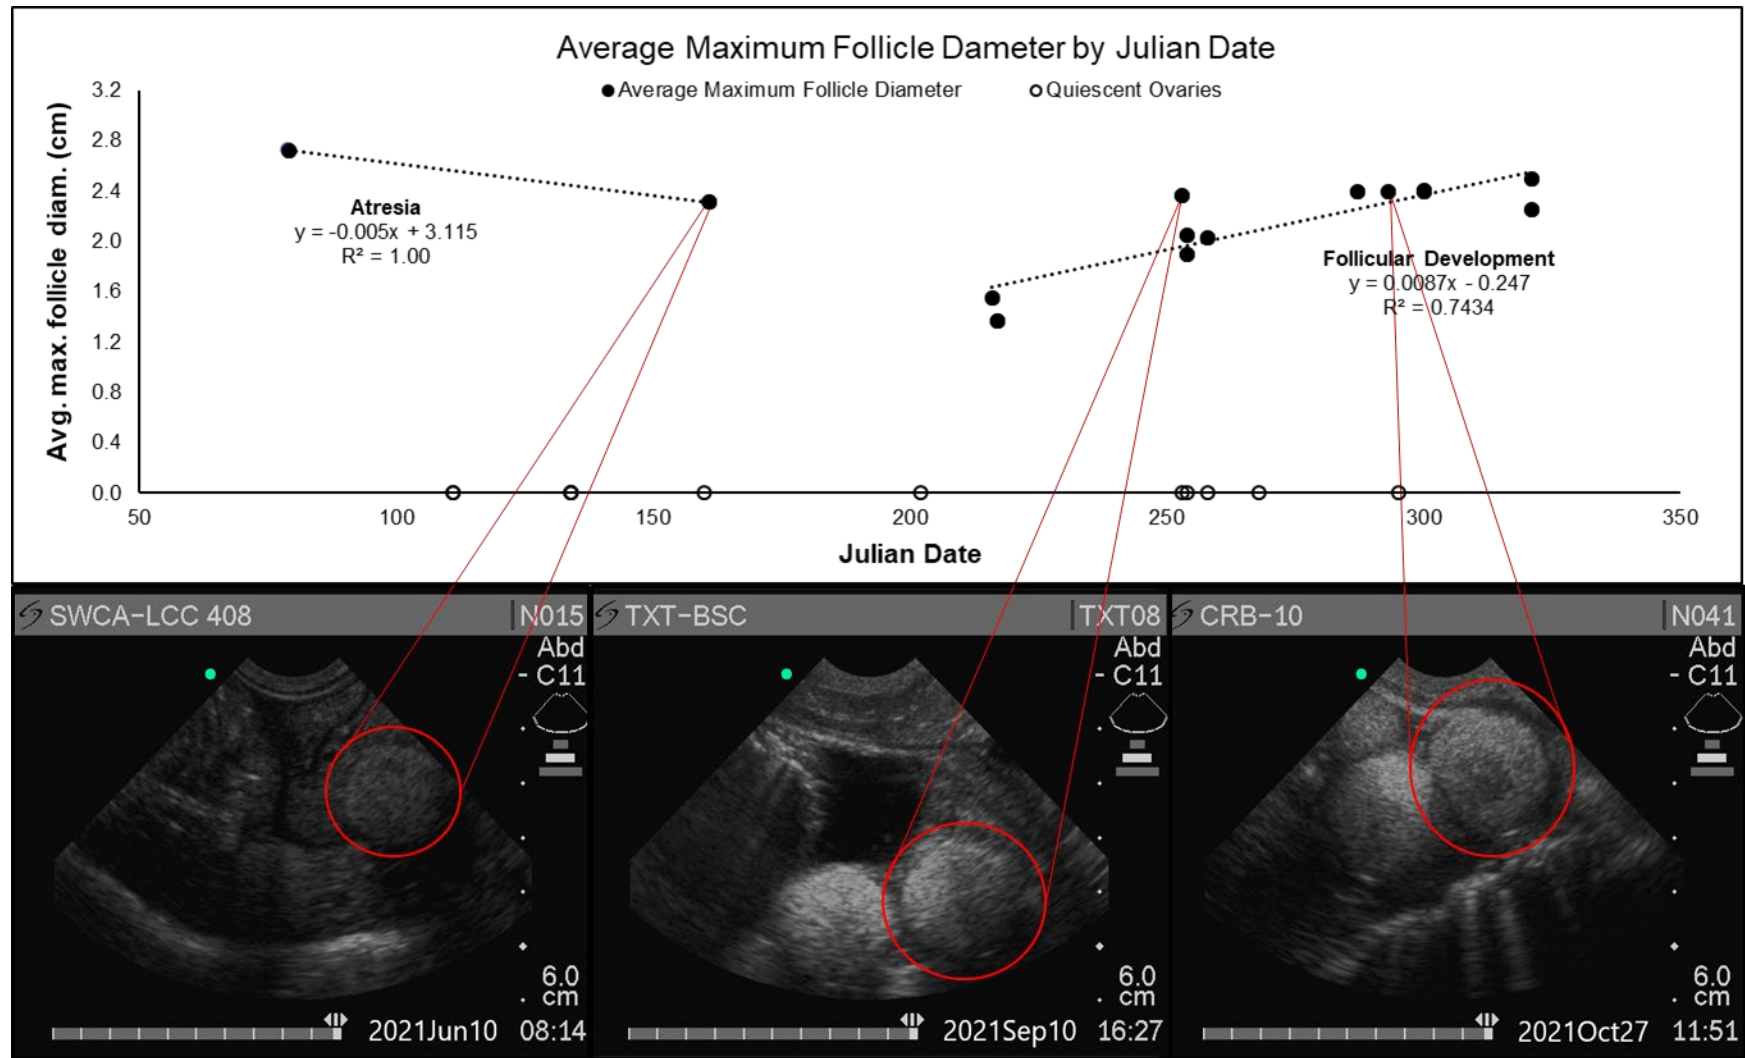 Average Maximum Follicle Dameter by Julian Date
Average Maximum Follicle Diameter
Quiescent Ovaries
Avg. max. follicle diam. (cm)
3.2
2.8
2.4
2.0
1.6
1.2
0.8
0.4
0.0
Atresia
y = -0.005x + 3.115
R² = 1.00
Follicular Development
y = 0.0087x - 0.247
R² = 0.7434
50
100
150
200
250
300
350
Julian Date
SWCA-LCC 408
N015
Abd
- C11
6.0
cm
2021Jun10 08:14
TXT-BSC
TXT08
Abd
- C11
6.0
cm
2021Sep10 16:27
CRB-10
N041
Abd
- C11
6.0
cm
2021Oct27 11:51